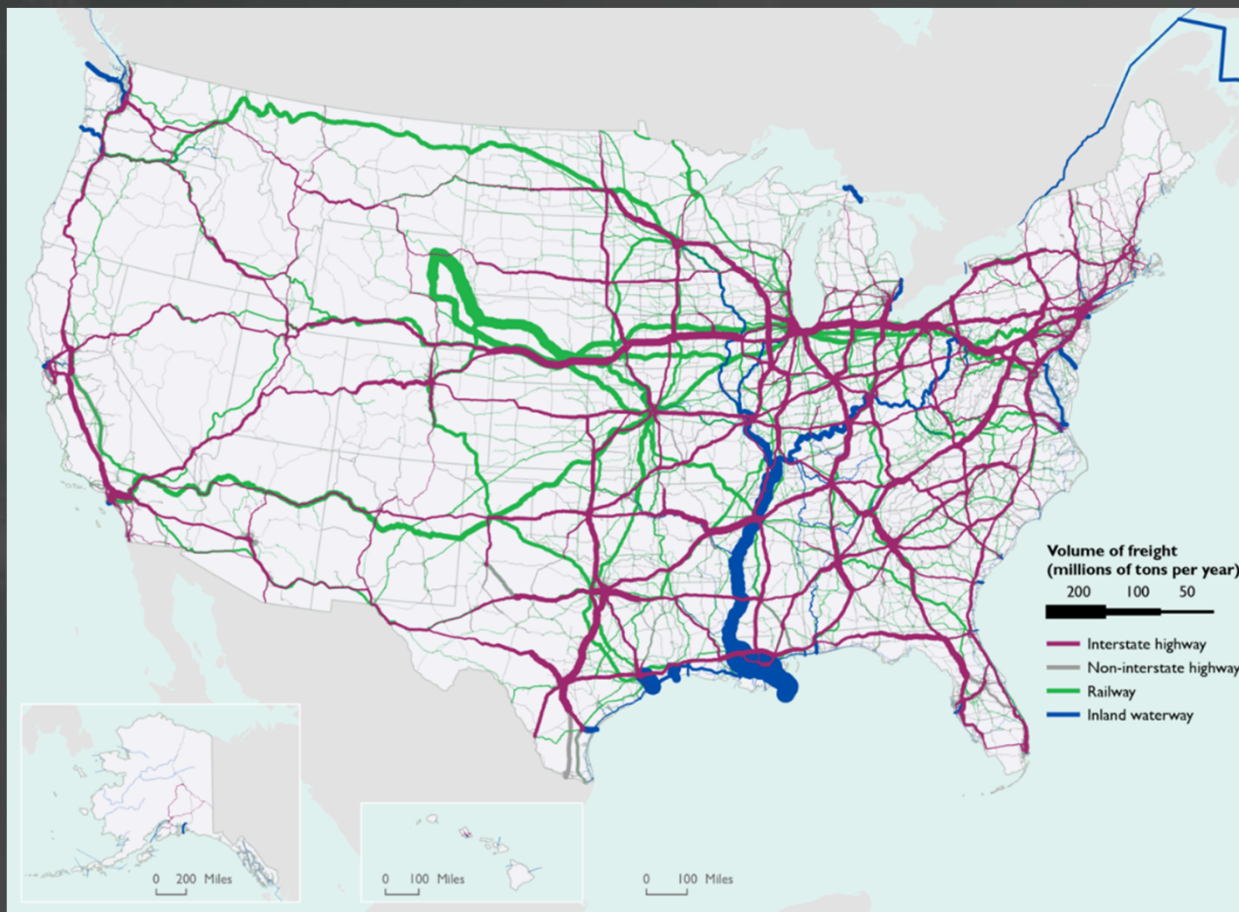 Volume of freight
(millions of tons per year)
200 100 50
Interstate highway
Non-interstate highway
Railway
Inland waterway
0 200 Miles
0 100 Miles
0 100 Miles